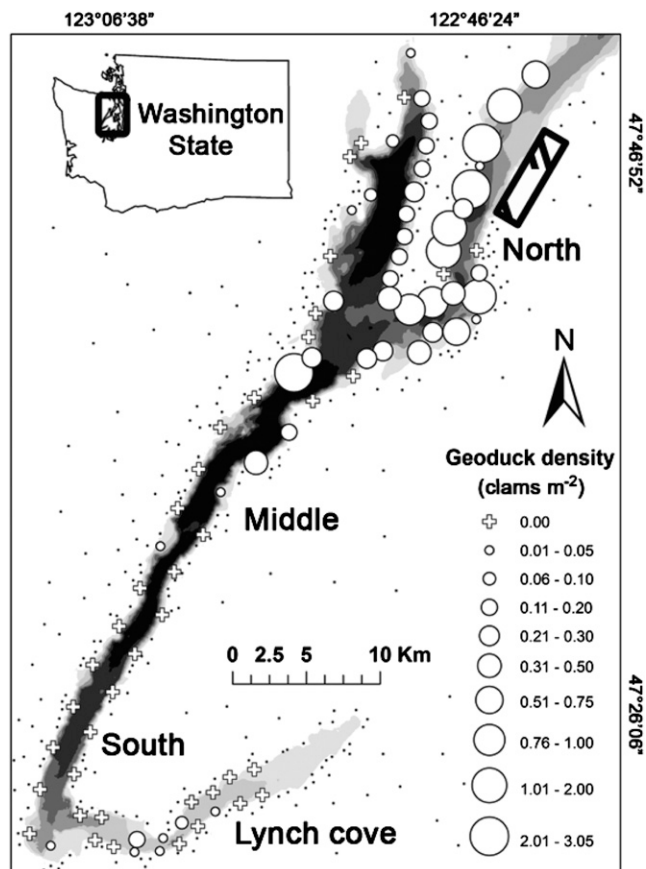 123°06'38"
122°46'24"
Washington
State
47°46'52"
North
N
Geoduck density
(clams m-2)
0.00
0.01 - 0.05
0.06 - 0.10
0.11 - 0.20
0.21 - 0.30
0.31 - 0.50
0.51 - 0.75
0.76 - 1.00
1.01 - 2.00
2.01 - 3.05
Middle
0 2.5 5 10 Km
47°26'06"
South
Lynch cove